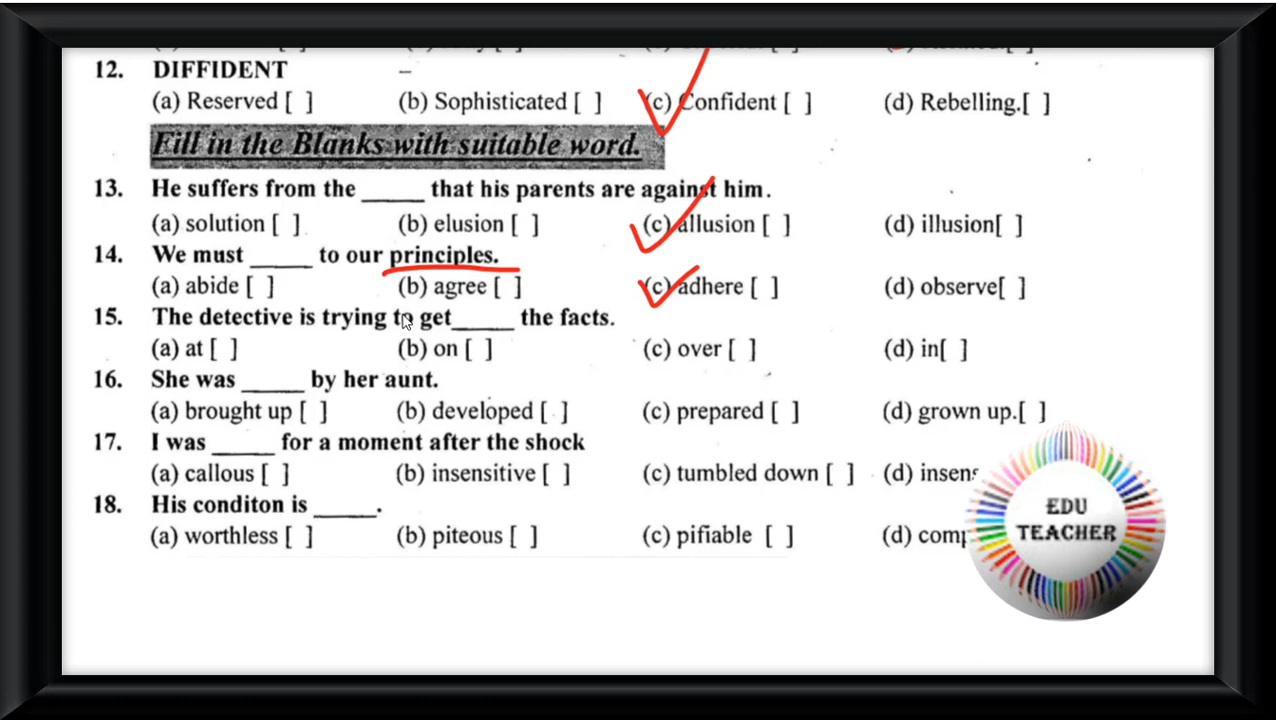 12. DIFFIDENT –
(a) Reserved [ ] (b) Sophisticated [ ] (c) Confident [ ] (d) Rebelling.[ ]
Fill in the Blanks with suitable word.
13. He suffers from the _____ that his parents are against him.
(a) solution [ ] (b) elusion [ ] (c) allusion [ ] (d) illusion[ ]
14. We must _____ to our principles.
(a) abide [ ] (b) agree [ ] (c) adhere [ ] (d) observe[ ]
15. The detective is trying to get_____ the facts.
(a) at [ ] (b) on [ ] (c) over [ ] (d) in[ ]
16. She was _____ by her aunt.
(a) brought up [ ] (b) developed [ ] (c) prepared [ ] (d) grown up.[ ]
17. I was _____ for a moment after the shock
(a) callous [ ] (b) insensitive [ ] (c) tumbled down [ ] (d)
18. His conditon is _____.
(a) worthless [ ] (b) piteous [ ] (c) pifiable [ ] (d)
EDU
TEACHER